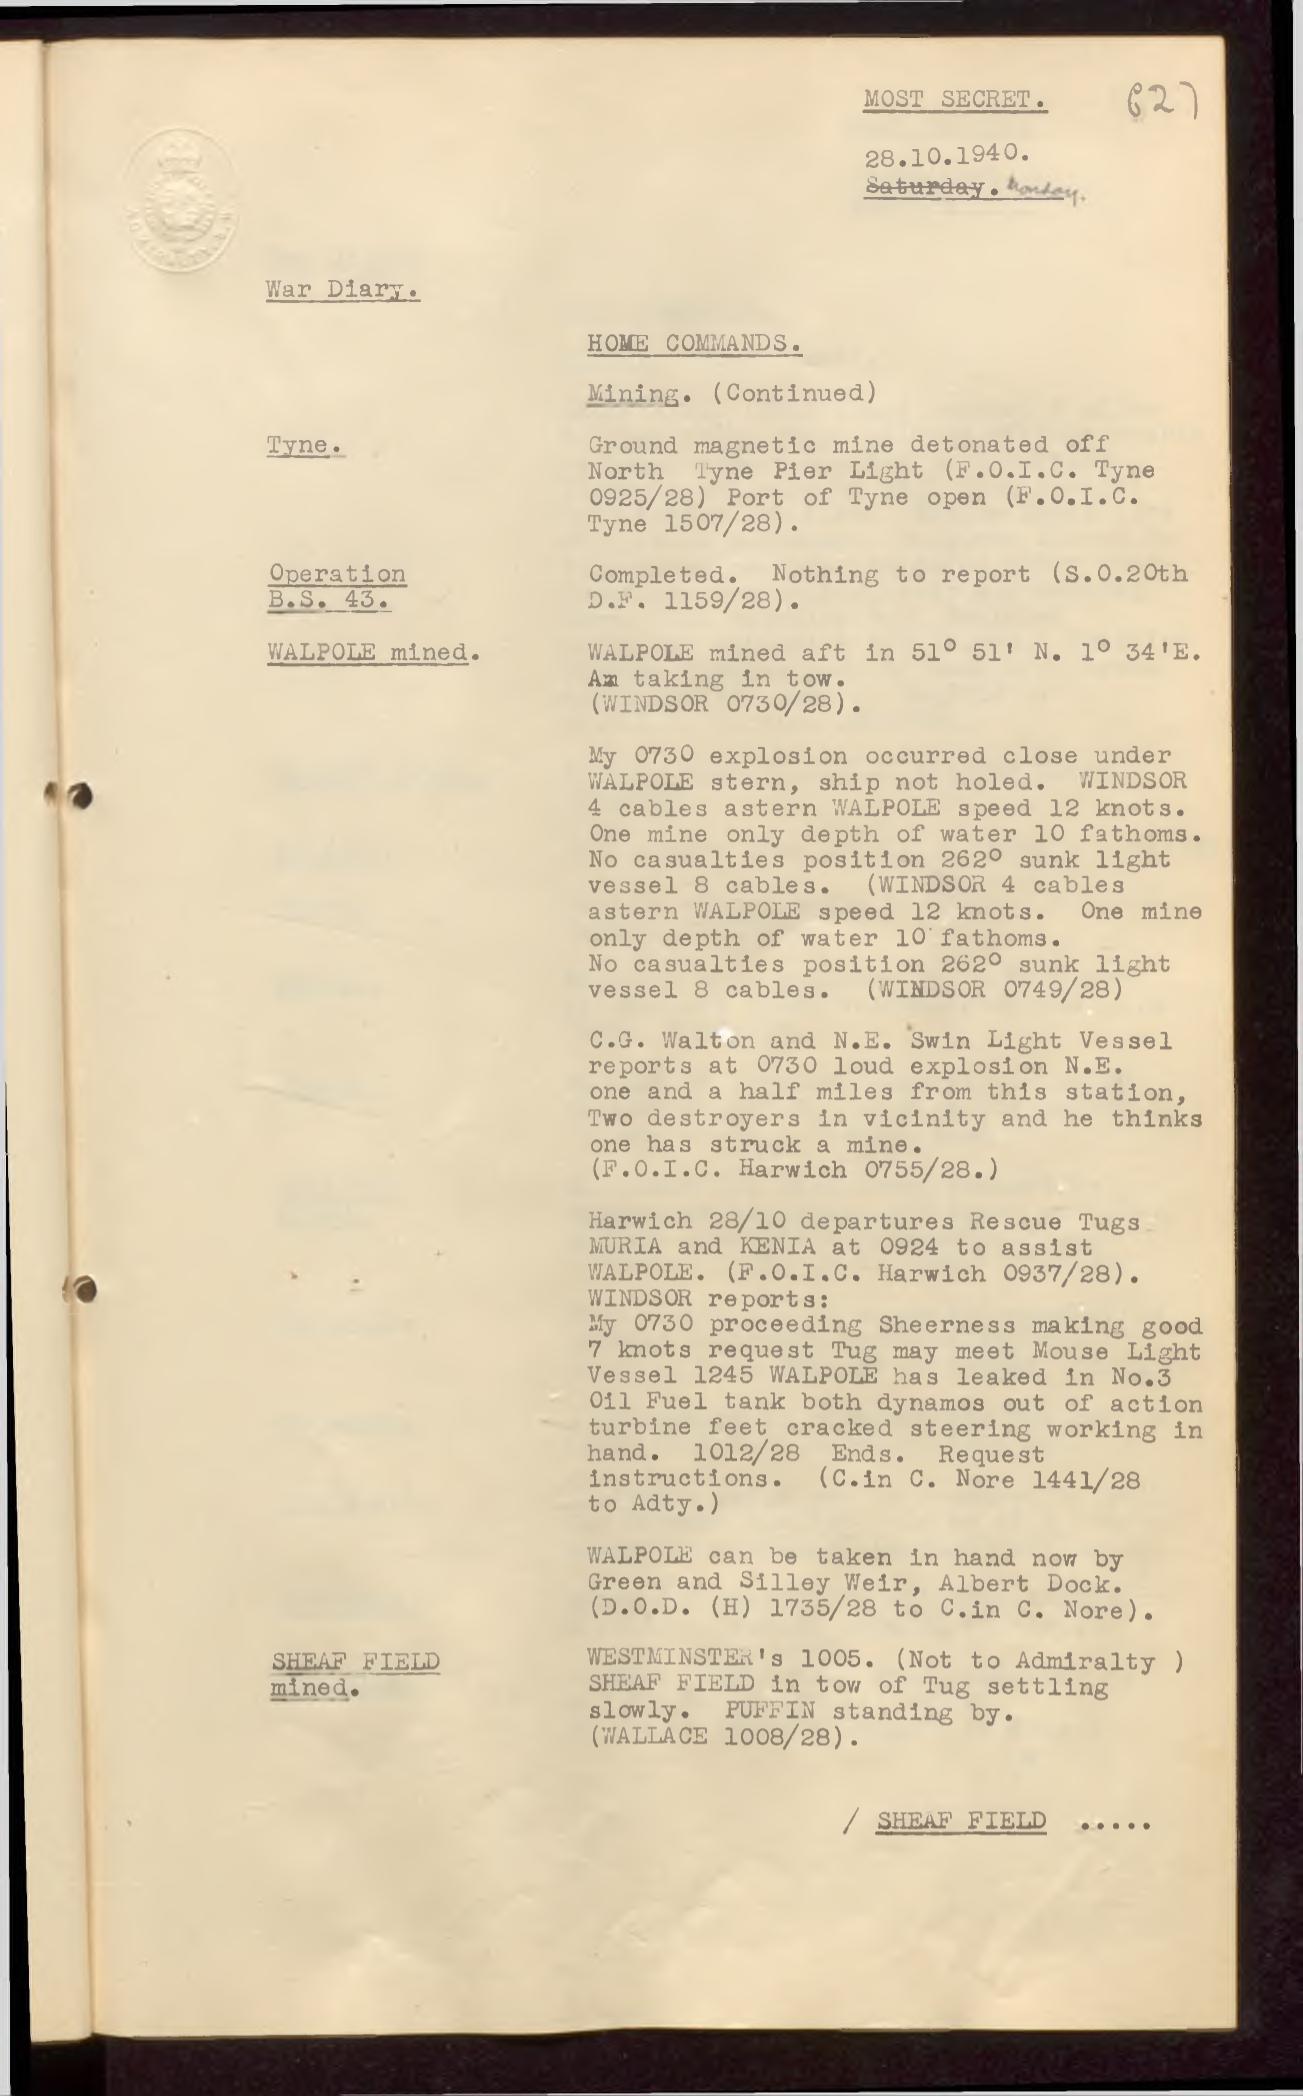 MOST SECRET.
627
28.10.1940.
Saturday. Monday.
War Diary.
HOME COMMANDS.
Mining. (Continued)
Tyne.
Ground magnetic mine detonated off
North Tyne Pier Light (F.O.I.C. Tyne
0925/28) Port of Tyne open (F.O.I.C.
Tyne 1507/28).
Operation
B.S. 43.
Completed. Nothing to report (S.O.20th
D.F. 1159/28).
WALPOLE mined.
WALPOLE mined aft in 51° 51' N. 1° 34'E.
Am taking in tow.
(WINDSOR 0730/28).
My 0730 explosion occurred close under
WALPOLE stern, ship not holed. WINDSOR
4 cables astern WALPOLE speed 12 knots.
One mine only depth of water 10 fathoms.
No casualties position 262° sunk light
vessel 8 cables. (WINDSOR 4 cables
astern WALPOLE speed 12 knots. One mine
only depth of water 10 fathoms.
No casualties position 262° sunk light
vessel 8 cables. (WINDSOR 0749/28)
C.G. Walton and N.E. Swin Light Vessel
reports at 0730 loud explosion N.E.
one and a half miles from this station,
Two destroyers in vicinity and he thinks
one has struck a mine.
(F.O.I.C. Harwich 0755/28.)
Harwich 28/10 departures Rescue Tugs
MURIA and KENIA at 0924 to assist
WALPOLE. (F.O.I.C. Harwich 0937/28).
WINDSOR reports:
My 0730 proceeding Sheerness making good
7 knots request Tug may meet Mouse Light
Vessel 1245 WALPOLE has leaked in No.3
Oil Fuel tank both dynamos out of action
turbine feet cracked steering working in
hand. 1012/28 Ends. Request
instructions. (C.in C. Nore 1441/28
to Adty.)
WALPOLE can be taken in hand now by
Green and Silley Weir, Albert Dock.
(D.O.D. (H) 1735/28 to C.in C. Nore).
SHEAF FIELD
mined.
WESTMINSTER's 1005. (Not to Admiralty )
SHEAF FIELD in tow of Tug settling
slowly. PUFFIN standing by.
(WALLACE 1008/28).
/ SHEAF FIELD .....